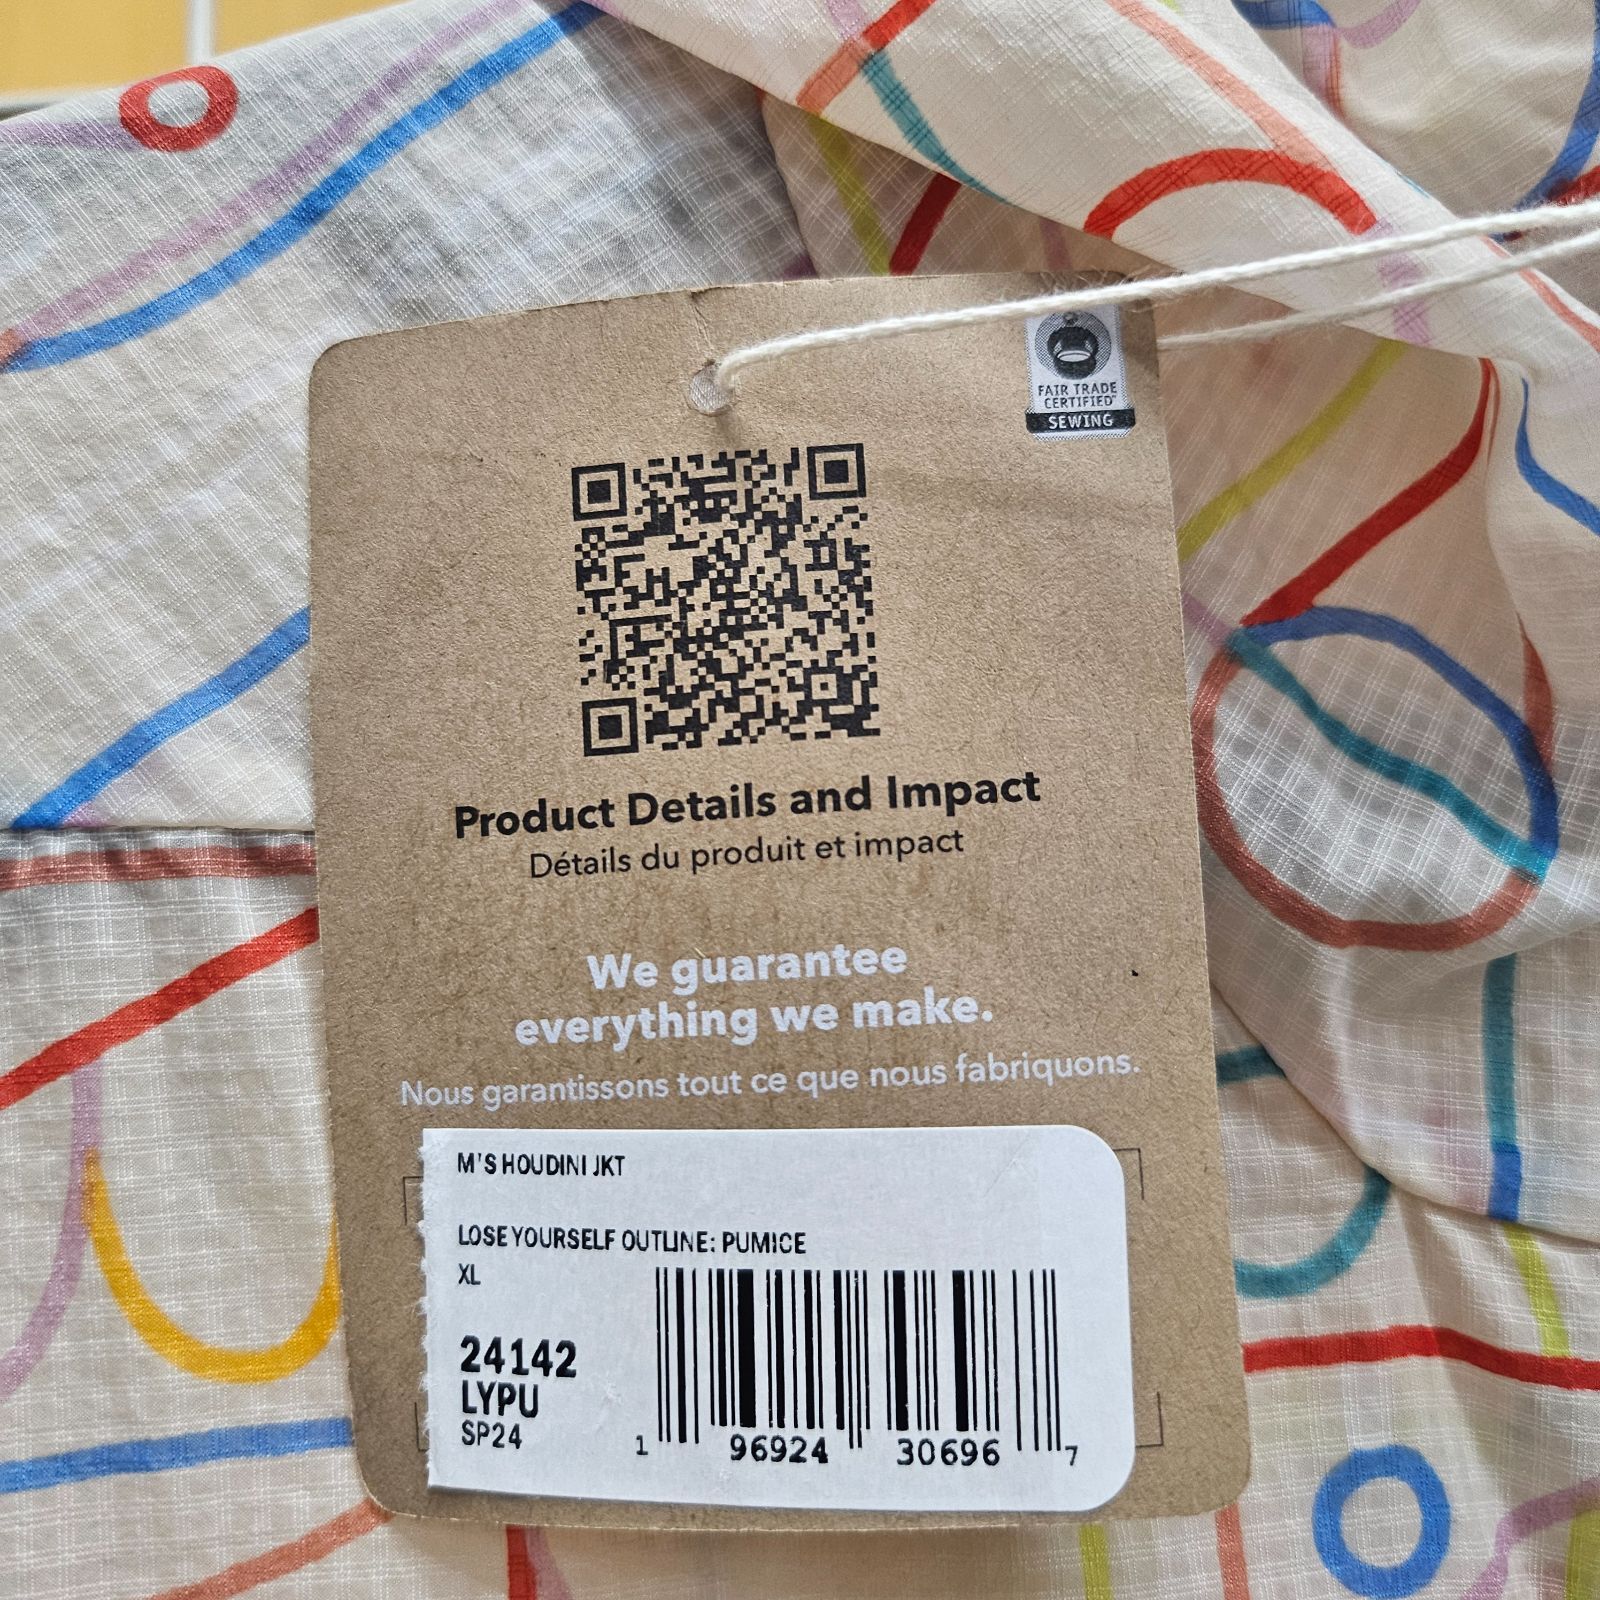 FAIR TRADE
CERTIFIED™
SEWING
Product Details and Impact
Détails du produit et impact
We guarantee
everything we make.
Nous garantissons tout ce que nous fabriquons.
M'S HOUDINI JKT
LOSE YOURSELF OUTLINE: PUMICE
XL
24142
LYPU
SP24
1 96924 30696 7